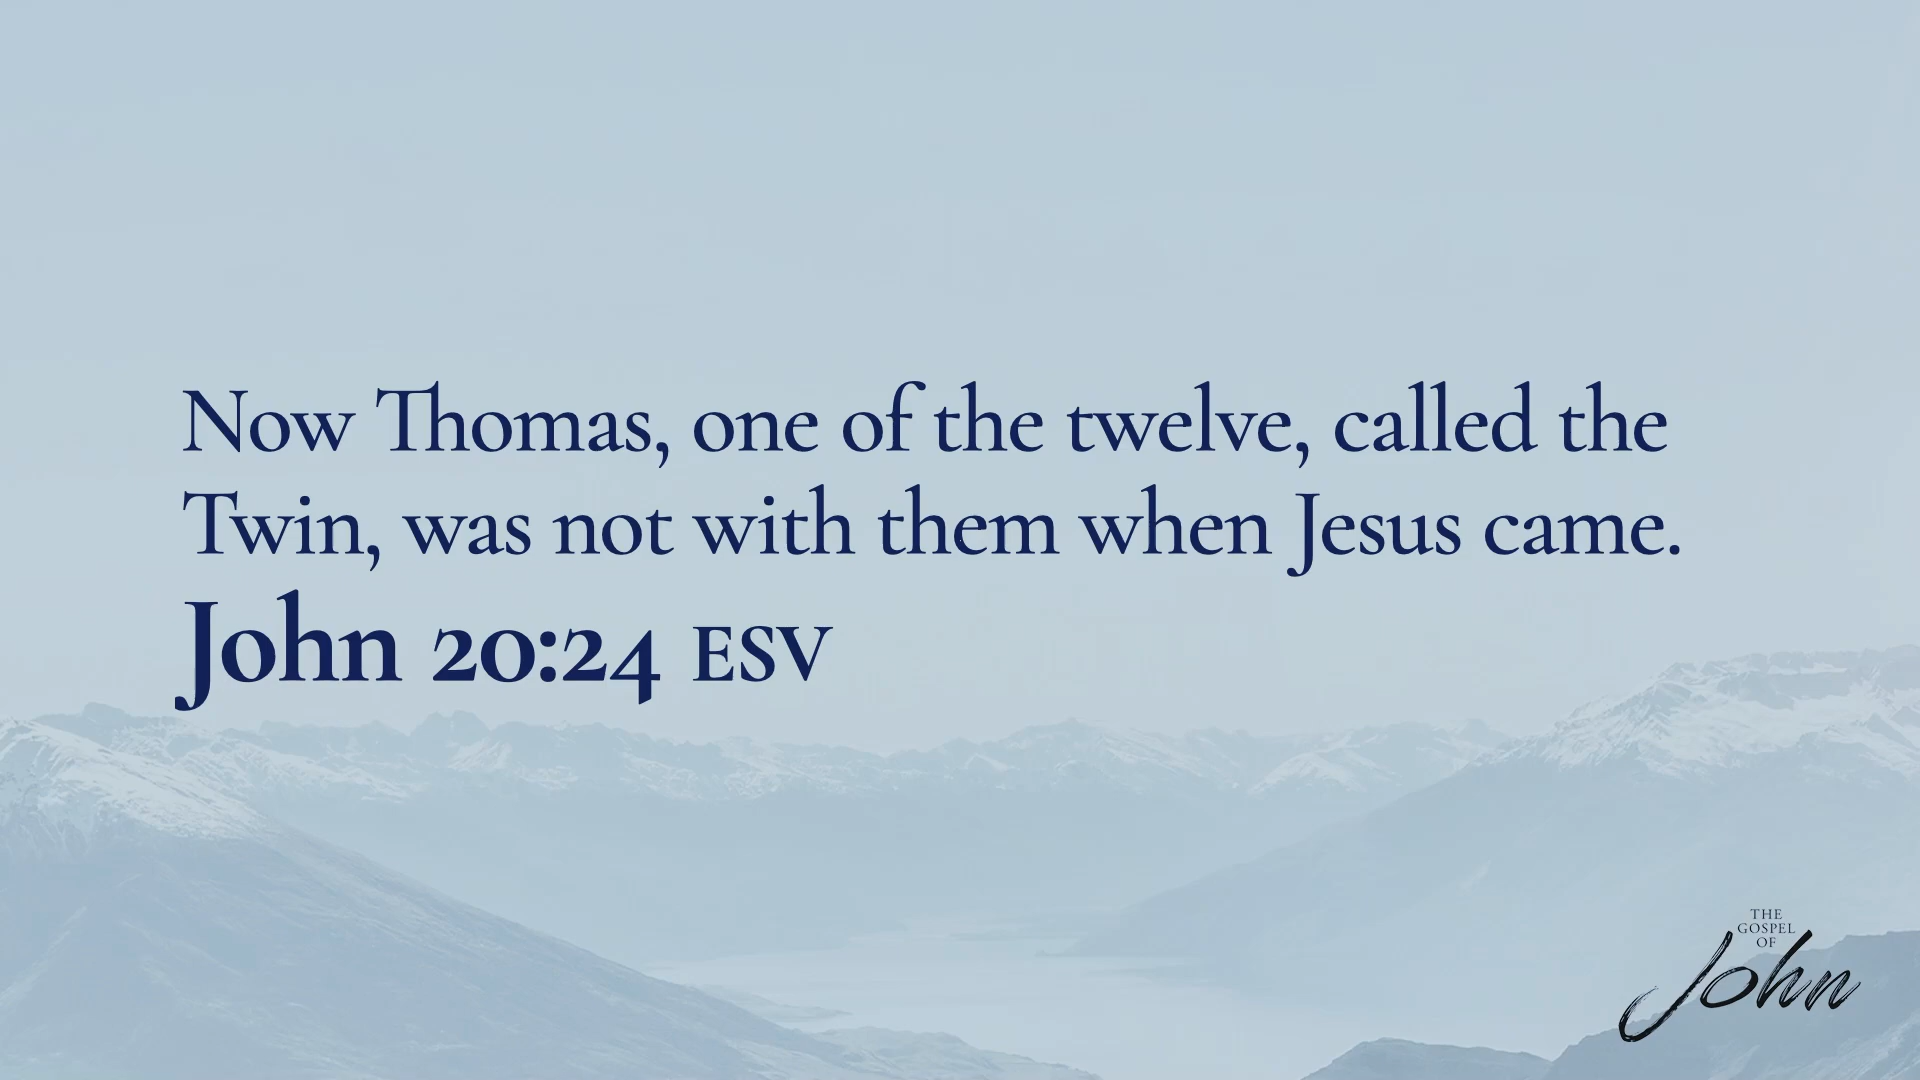 Now Thomas, one of the twelve, called the
Twin, was not with them when Jesus came.
John 20:24 ESV
THE
GOSPEL
OF
John